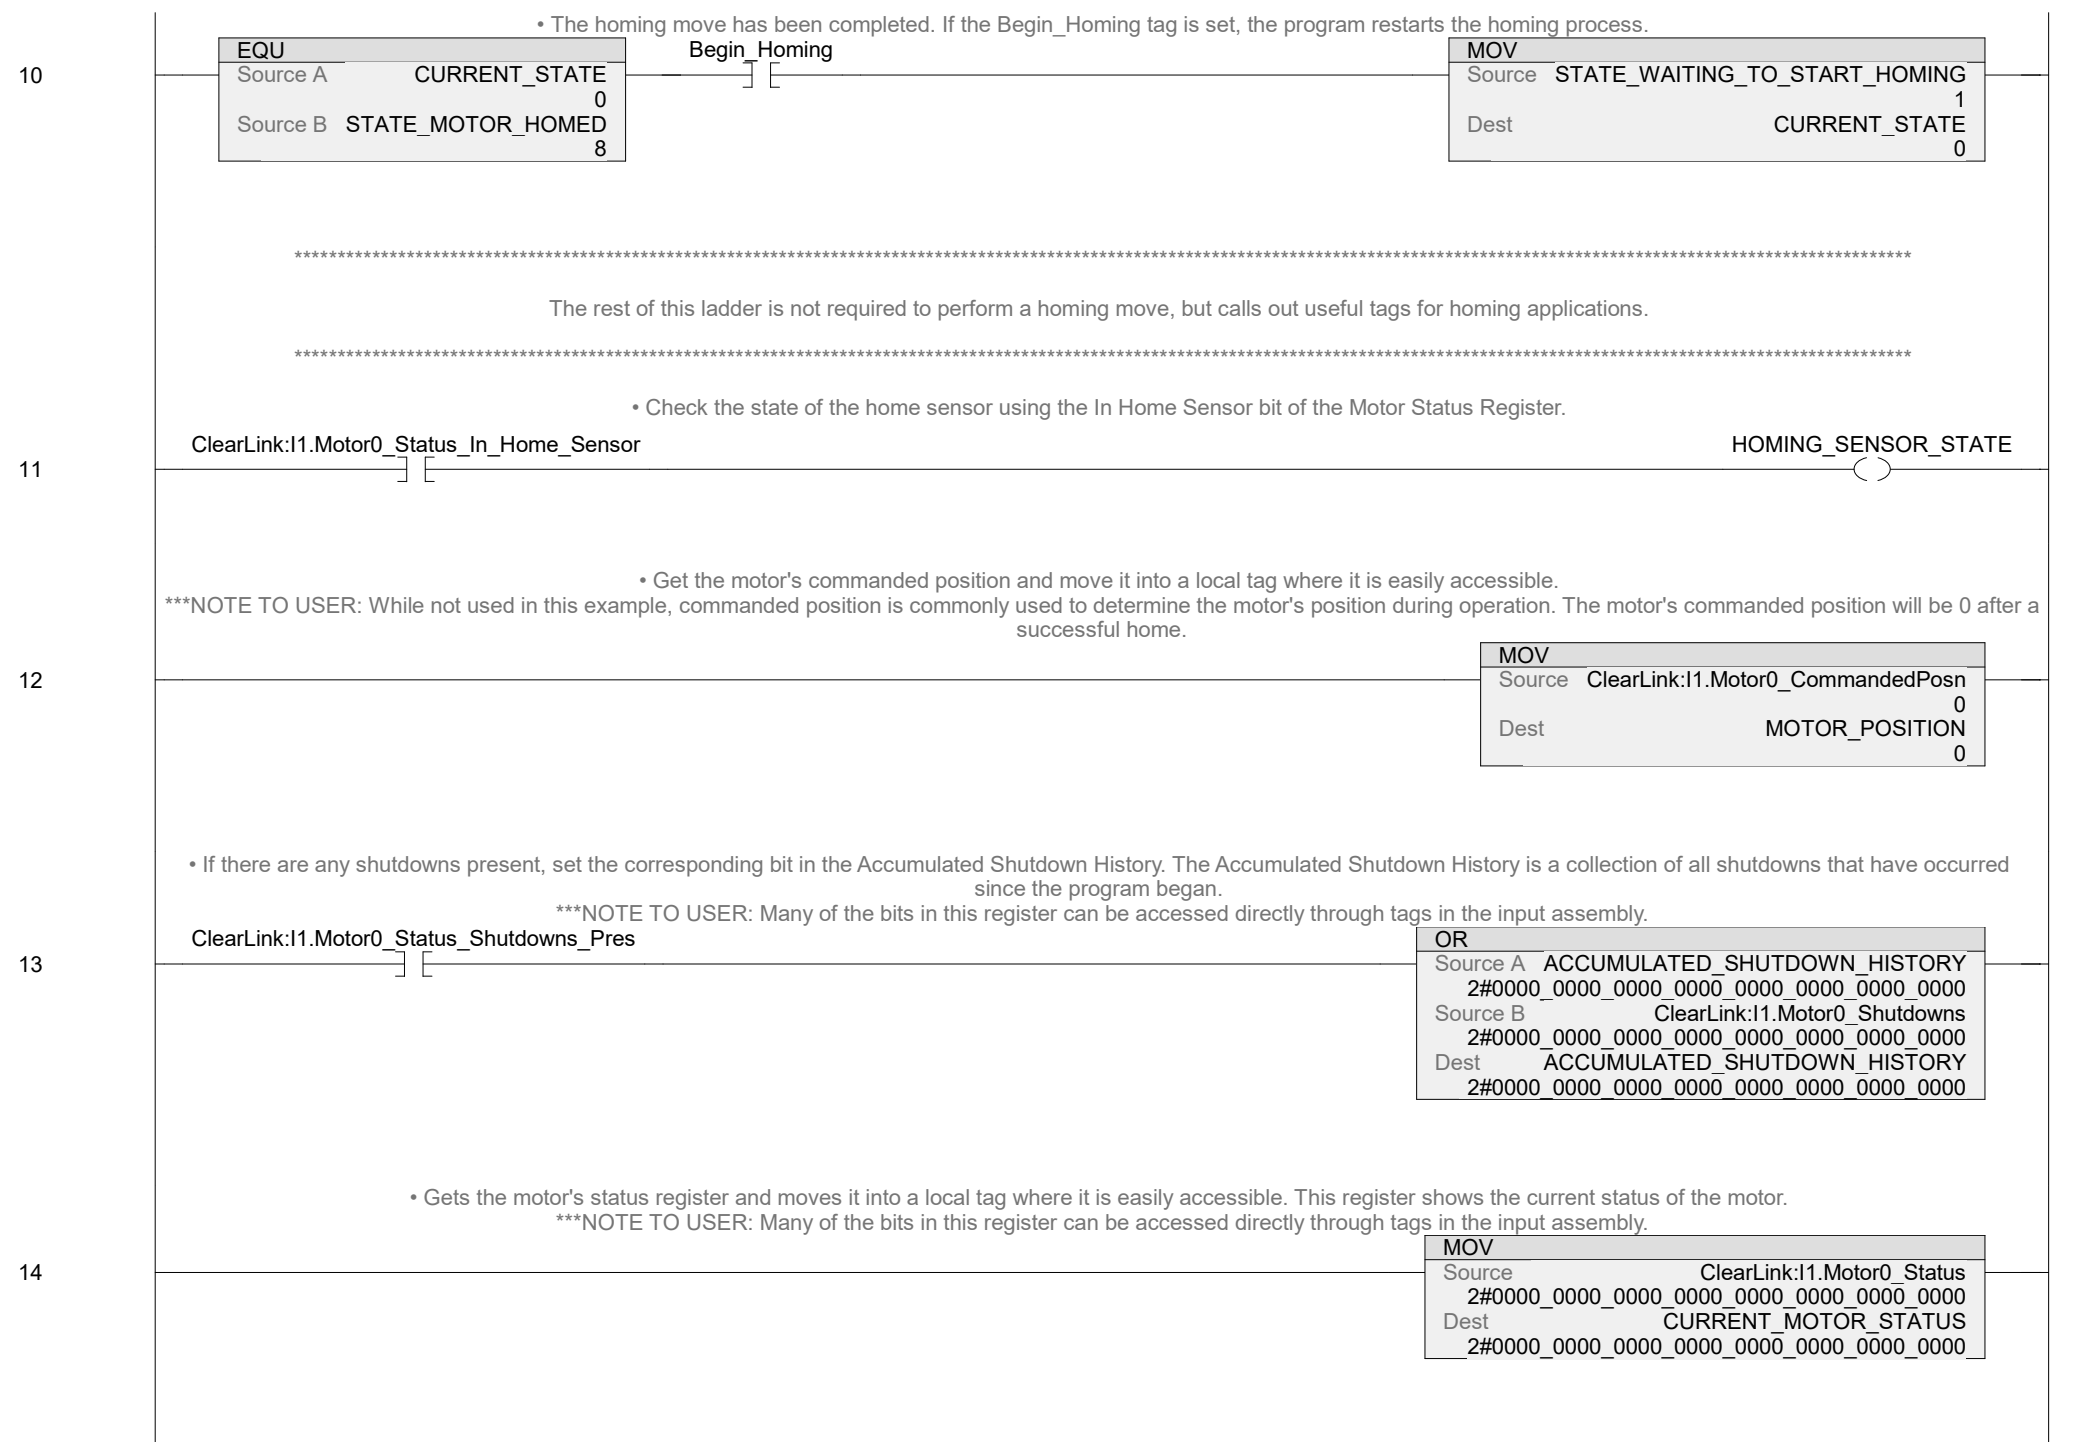 • The homing move has been completed. If the Begin_Homing tag is set, the program restarts the homing process.
10
EQU
Source A CURRENT_STATE
0
Source B STATE_MOTOR_HOMED
8
Begin_Homing
MOV
Source STATE_WAITING_TO_START_HOMING
1
Dest CURRENT_STATE
0
*******************************************************************************************************************************************************************************************
The rest of this ladder is not required to perform a homing move, but calls out useful tags for homing applications.
*******************************************************************************************************************************************************************************************
• Check the state of the home sensor using the In Home Sensor bit of the Motor Status Register.
11
ClearLink:I1.Motor0_Status_In_Home_Sensor
HOMING_SENSOR_STATE
• Get the motor's commanded position and move it into a local tag where it is easily accessible.
***NOTE TO USER: While not used in this example, commanded position is commonly used to determine the motor's position during operation. The motor's commanded position will be 0 after a
successful home.
12
MOV
Source ClearLink:I1.Motor0_CommandedPosn
0
Dest MOTOR_POSITION
0
• If there are any shutdowns present, set the corresponding bit in the Accumulated Shutdown History. The Accumulated Shutdown History is a collection of all shutdowns that have occurred
since the program began.
***NOTE TO USER: Many of the bits in this register can be accessed directly through tags in the input assembly.
13
ClearLink:I1.Motor0_Status_Shutdowns_Pres
OR
Source A ACCUMULATED_SHUTDOWN_HISTORY
2#0000_0000_0000_0000_0000_0000_0000_0000
Source B ClearLink:I1.Motor0_Shutdowns
2#0000_0000_0000_0000_0000_0000_0000_0000
Dest ACCUMULATED_SHUTDOWN_HISTORY
2#0000_0000_0000_0000_0000_0000_0000_0000
• Gets the motor's status register and moves it into a local tag where it is easily accessible. This register shows the current status of the motor.
***NOTE TO USER: Many of the bits in this register can be accessed directly through tags in the input assembly.
14
MOV
Source ClearLink:I1.Motor0_Status
2#0000_0000_0000_0000_0000_0000_0000_0000
Dest CURRENT_MOTOR_STATUS
2#0000_0000_0000_0000_0000_0000_0000_0000